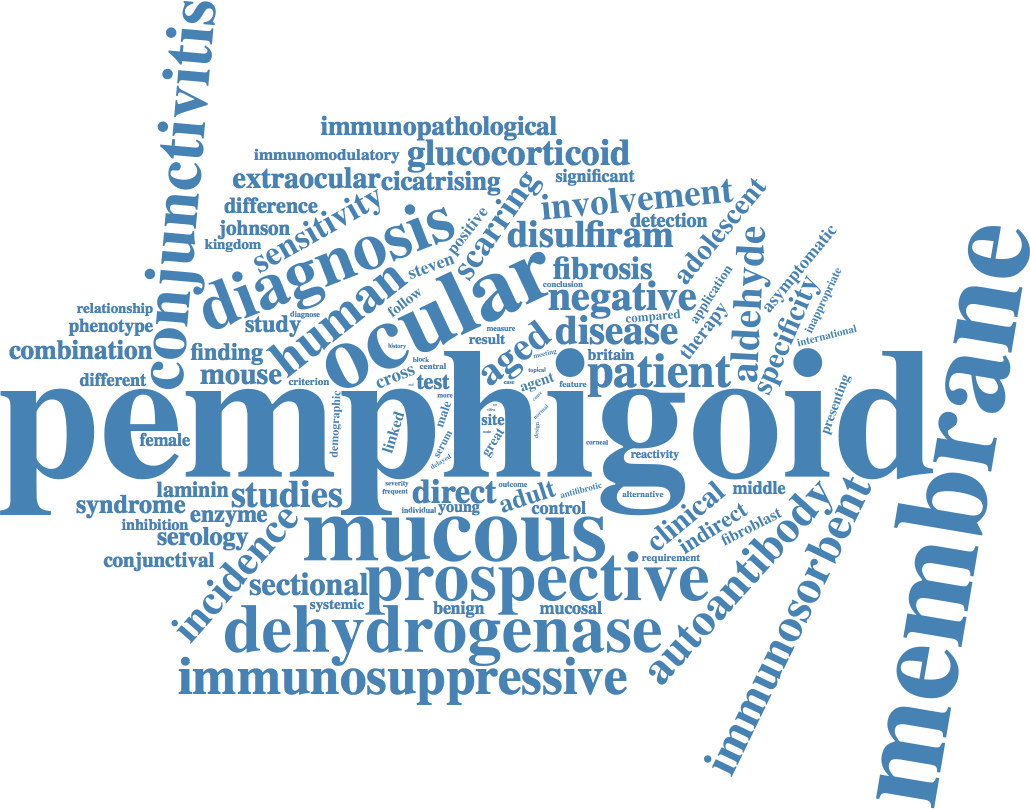 conjunctivitis
immunopathological
immunomodulatory
glucocorticoid
extraocular
cicatrising
significant
difference
sensitivity
scarring
involvement
adolescent
johnson
kingdom
diagnosis
positive
detection
disulfiram
steven
human
ocular
fibrosis
conclusion
aldehyde
asymptomatic
membrane
relationship
diagnose
follow
negative
application
specificity
inappropriate
phenotype
study
measure
result
compared
therapy
international
combination
finding
history
aged
disease
meeting
britain
block
central
topical
different
mouse
criterion
cross
test
case
agent
feature
patient
pemphigoid
more
demographic
linked
male
site
normal
presenting
female
serum
great
design
corneal
delayed
reactivity
laminin
studies
severity
frequent
direct
outcome
adult
antifibrotic
alternative
clinical
middle
syndrome
enzyme
individual
young
control
indirect
autoantibody
inhibition
serology
incidence
mucous
fibroblast
immunosorbent
conjunctival
requirement
sectional
prospective
systemic
benign
mucosal
dehydrogenase
immunosuppressive